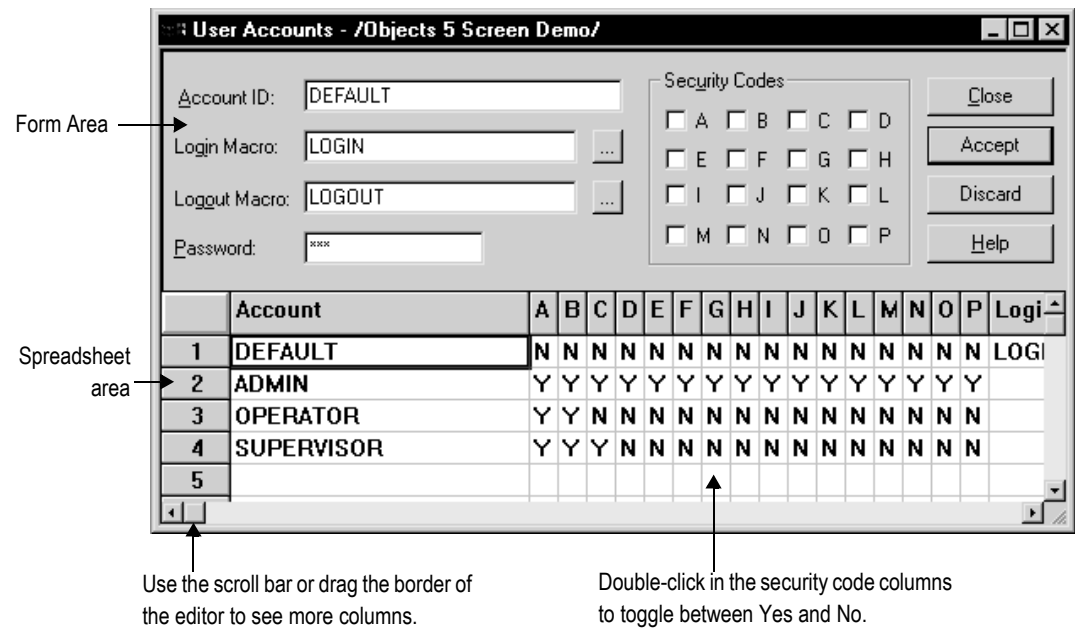 User Accounts - /Objects 5 Screen Demo/
Form Area
Account ID: DEFAULT
Login Macro: LOGIN ...
Logout Macro: LOGOUT ...
Password: ***
Security Codes
A B C D
E F G H
I J K L
M N O P
Close
Accept
Discard
Help
Account A B C D E F G H I J K L M N O P Logi
1 DEFAULT N N N N N N N N N N N N N N N N LOGI
2 ADMIN Y Y Y Y Y Y Y Y Y Y Y Y Y Y Y Y
3 OPERATOR Y Y N N N N N N N N N N N N N N
4 SUPERVISOR Y Y Y N N N N N N N N N N N N N
5
Spreadsheet
area
Use the scroll bar or drag the border of
the editor to see more columns.
Double-click in the security code columns
to toggle between Yes and No.